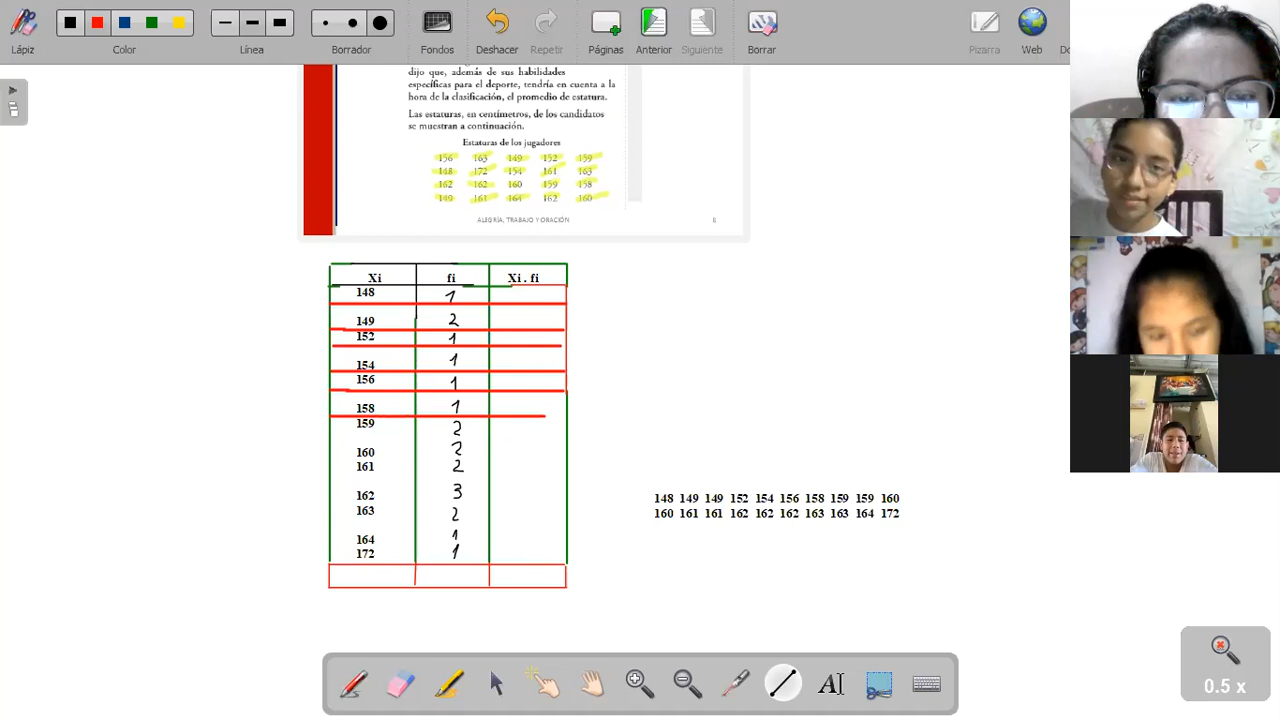 Lápiz Color Línea Borrador Fondos Deshacer Repetir Páginas Anterior Siguiente Borrar Pizarra Web
dijo que, además de sus habilidades
específicas para el deporte, tendría en cuenta a la
hora de la clasificación, el promedio de estatura.
Las estaturas, en centímetros, de los candidatos
se muestran a continuación.
Estaturas de los jugadores
156 163 149 152 159
148 172 154 161 163
162 162 160 159 158
149 161 164 162 160
ALEGRÍA, TRABAJO Y ORACIÓN
Xi fi Xi . fi
148 1
149 2
152 1
154 1
156 1
158 1
159 2
160 2
161 2
162 3
163 2
164 1
172 1
148 149 149 152 154 156 158 159 159 160
160 161 161 162 162 162 163 163 164 172
0.5 x